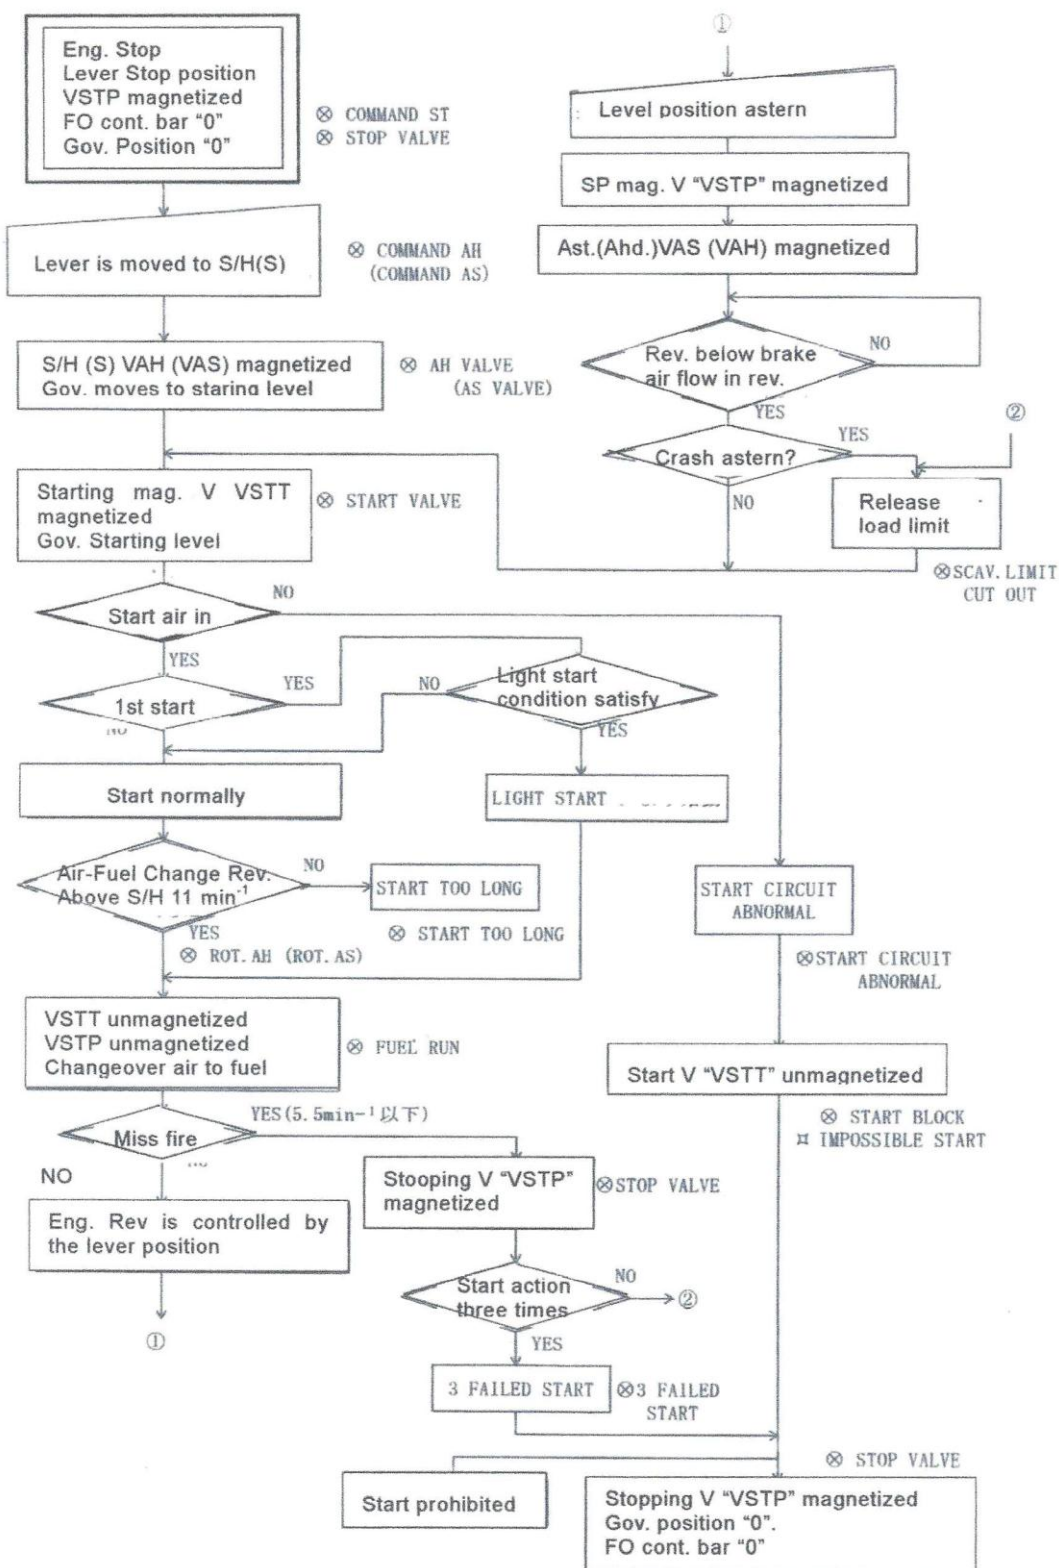 Eng. Stop
Lever Stop position
VSTP magnetized
FO cont. bar “0”
Gov. Position “0”
⊗ COMMAND ST
⊗ STOP VALVE
Lever is moved to S/H(S)
⊗ COMMAND AH
(COMMAND AS)
S/H (S) VAH (VAS) magnetized
Gov. moves to staring level
⊗ AH VALVE
(AS VALVE)
Starting mag. V VSTT
magnetized
Gov. Starting level
⊗ START VALVE
Start air in
NO
YES
1st start
YES
NO
Light start
condition satisfy
NO
YES
Start normally
LIGHT START
Air-Fuel Change Rev.
Above S/H 11 min⁻¹
NO
START TOO LONG
⊗ START TOO LONG
YES
⊗ ROT.AH (ROT.AS)
VSTT unmagnetized
VSTP unmagnetized
Changeover air to fuel
⊗ FUEL RUN
Miss fire
YES(5.5min-¹以下)
NO
Eng. Rev is controlled by
the lever position
①
Stooping V “VSTP”
magnetized
⊗STOP VALVE
Start action
three times
NO
②
YES
3 FAILED START
⊗3 FAILED
START
①
Level position astern
SP mag. V “VSTP” magnetized
Ast.(Ahd.)VAS (VAH) magnetized
Rev. below brake
air flow in rev.
NO
YES
Crash astern?
YES
NO
②
Release
load limit
⊗SCAV.LIMIT
CUT OUT
START CIRCUIT
ABNORMAL
⊗START CIRCUIT
ABNORMAL
Start V “VSTT” unmagnetized
⊗ START BLOCK
¤ IMPOSSIBLE START
Start prohibited
⊗ STOP VALVE
Stopping V “VSTP” magnetized
Gov. position “0”.
FO cont. bar “0”